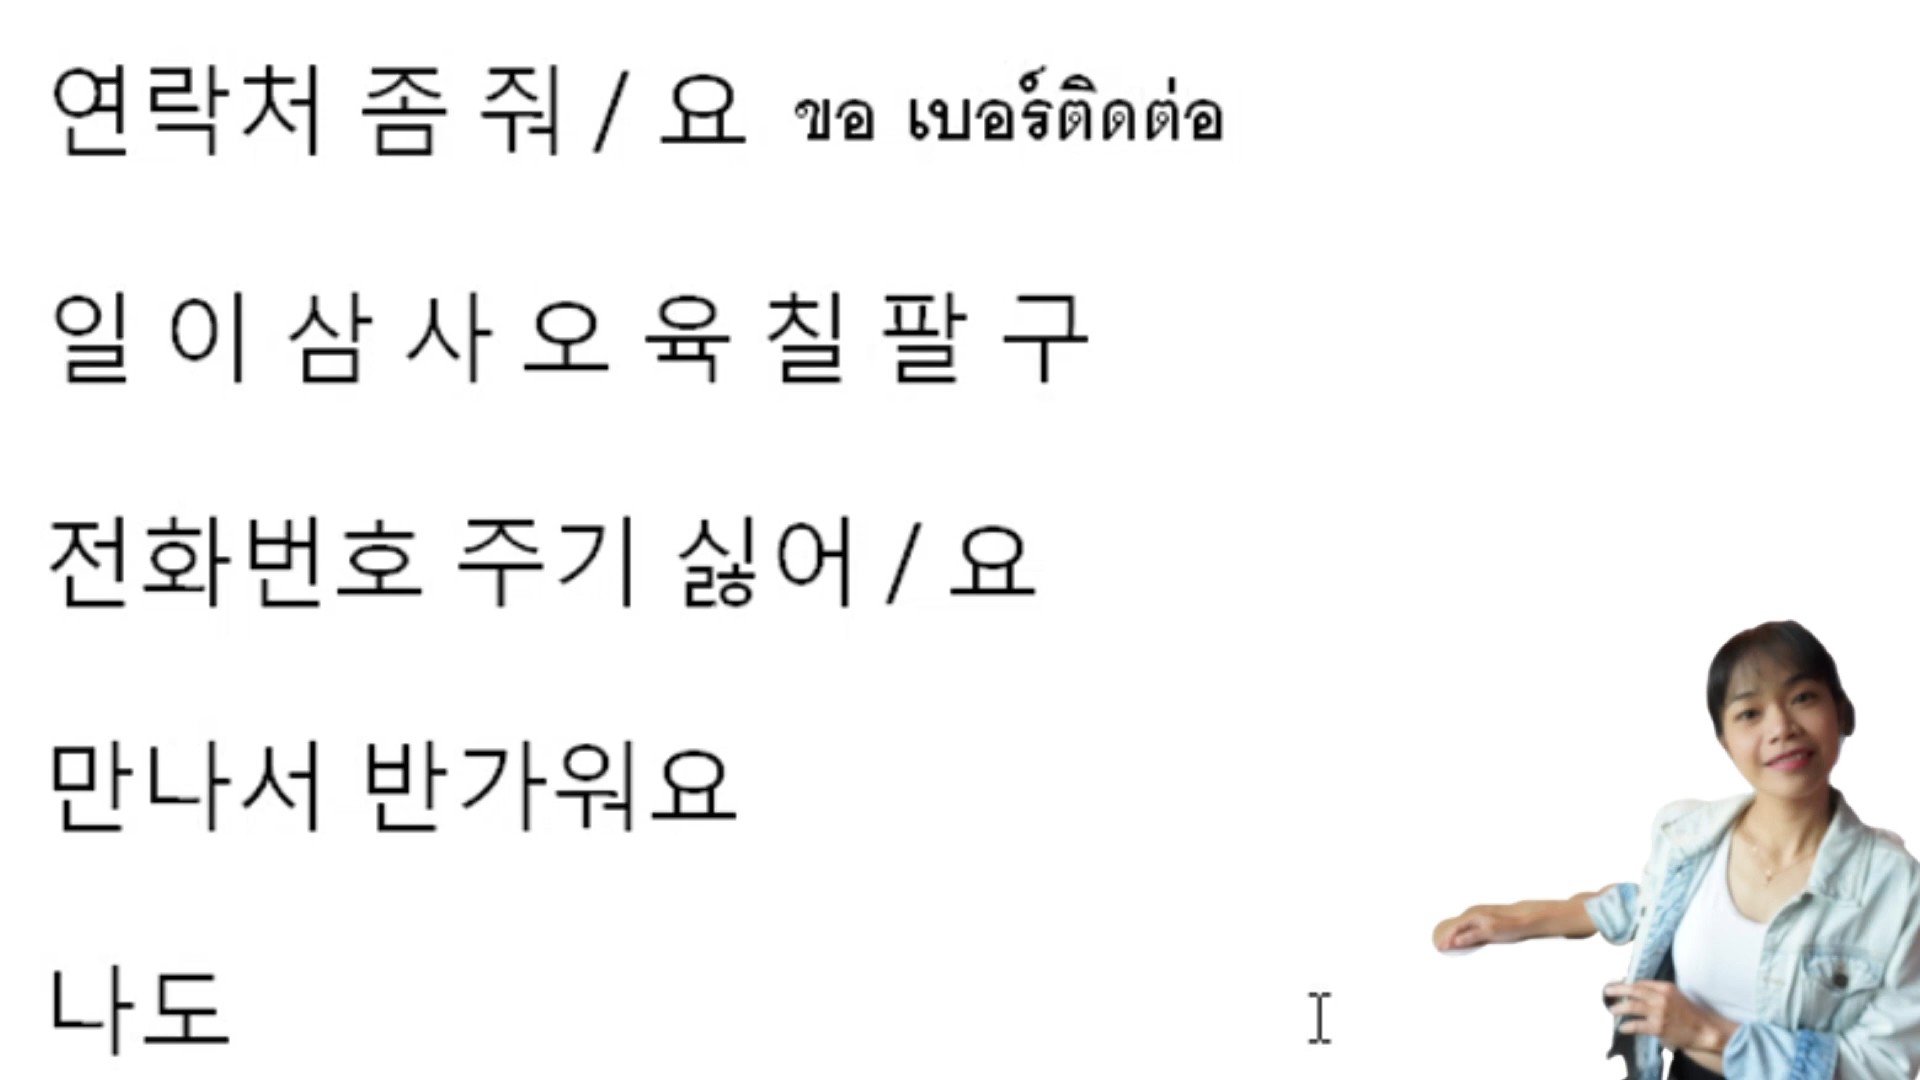 연락처 좀 줘 / 요 ขอ เบอร์ติดต่อ
일 이 삼 사 오 육 칠 팔 구
전화번호 주기 싫어 / 요
만나서 반가워요
나도